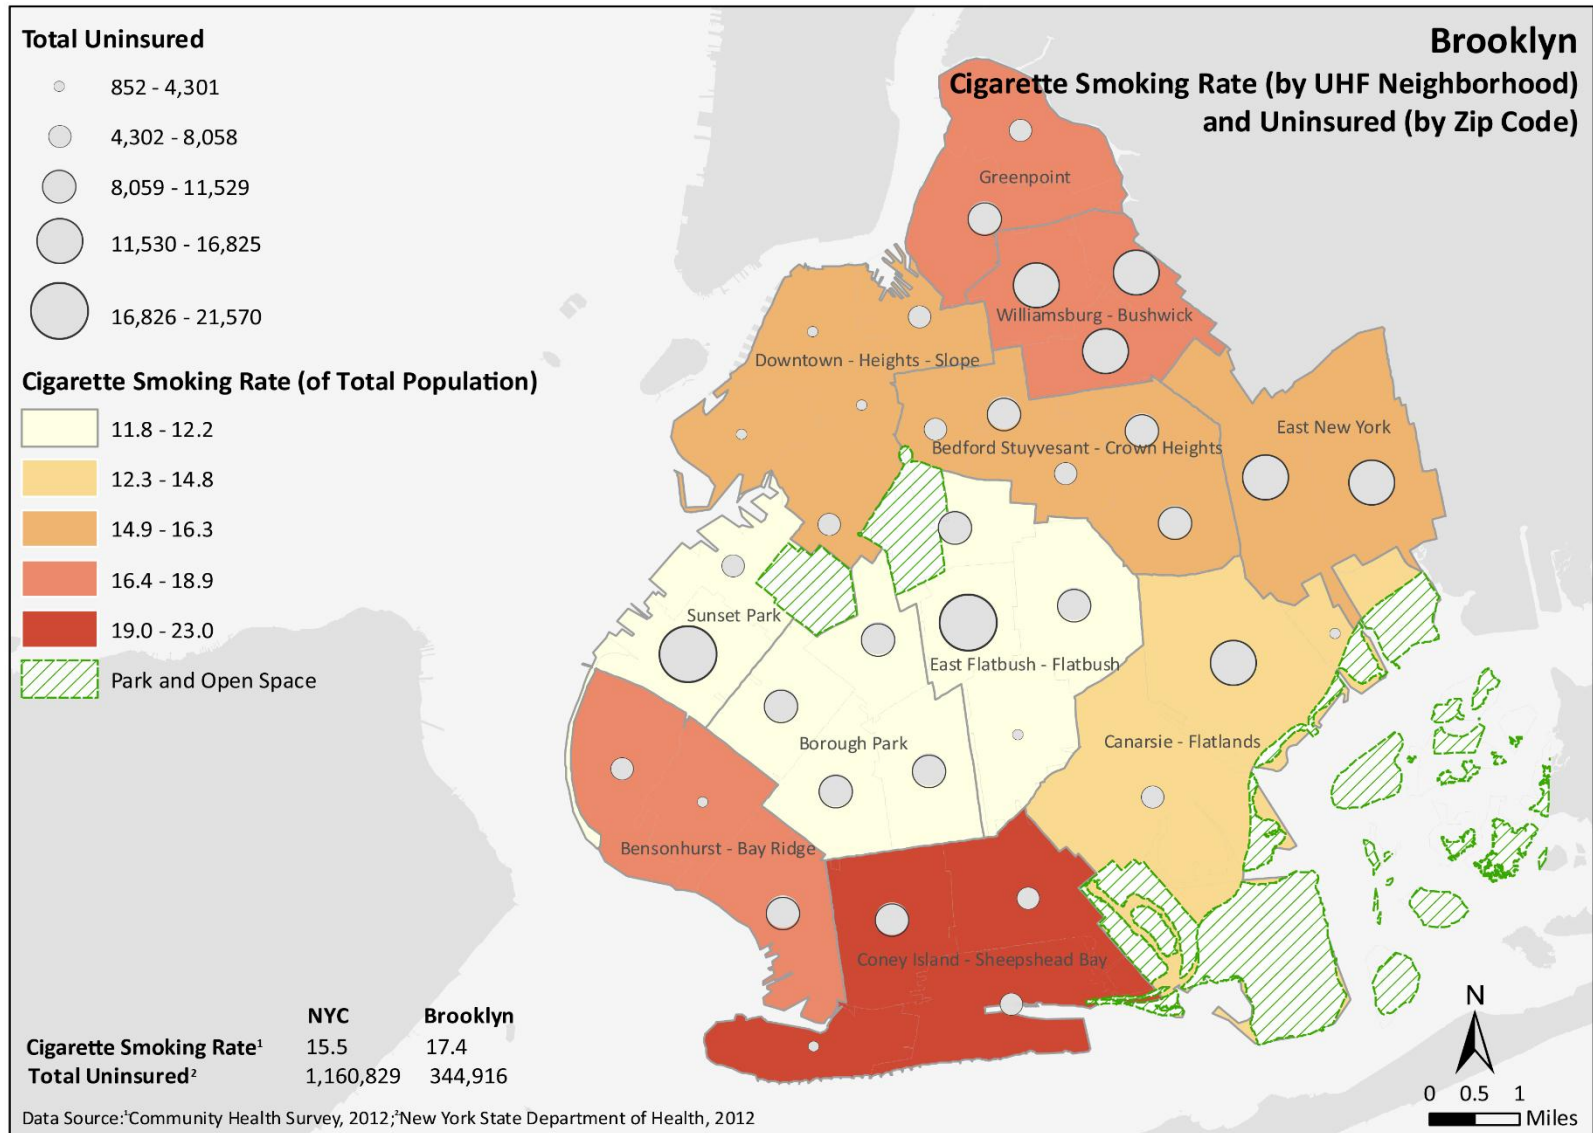 Total Uninsured
852 - 4,301
4,302 - 8,058
8,059 - 11,529
11,530 - 16,825
16,826 - 21,570
Cigarette Smoking Rate (of Total Population)
11.8 - 12.2
12.3 - 14.8
14.9 - 16.3
16.4 - 18.9
19.0 - 23.0
Park and Open Space
Brooklyn
Cigarette Smoking Rate (by UHF Neighborhood)
and Uninsured (by Zip Code)
Greenpoint
Williamsburg - Bushwick
Downtown - Heights - Slope
East New York
Bedford Stuyvesant - Crown Heights
Sunset Park
East Flatbush - Flatbush
Borough Park
Canarsie - Flatlands
Bensonhurst - Bay Ridge
Coney Island - Sheepshead Bay
NYC Brooklyn
Cigarette Smoking Rate¹ 15.5 17.4
Total Uninsured² 1,160,829 344,916
Data Source:¹Community Health Survey, 2012;²New York State Department of Health, 2012
N
0 0.5 1
Miles